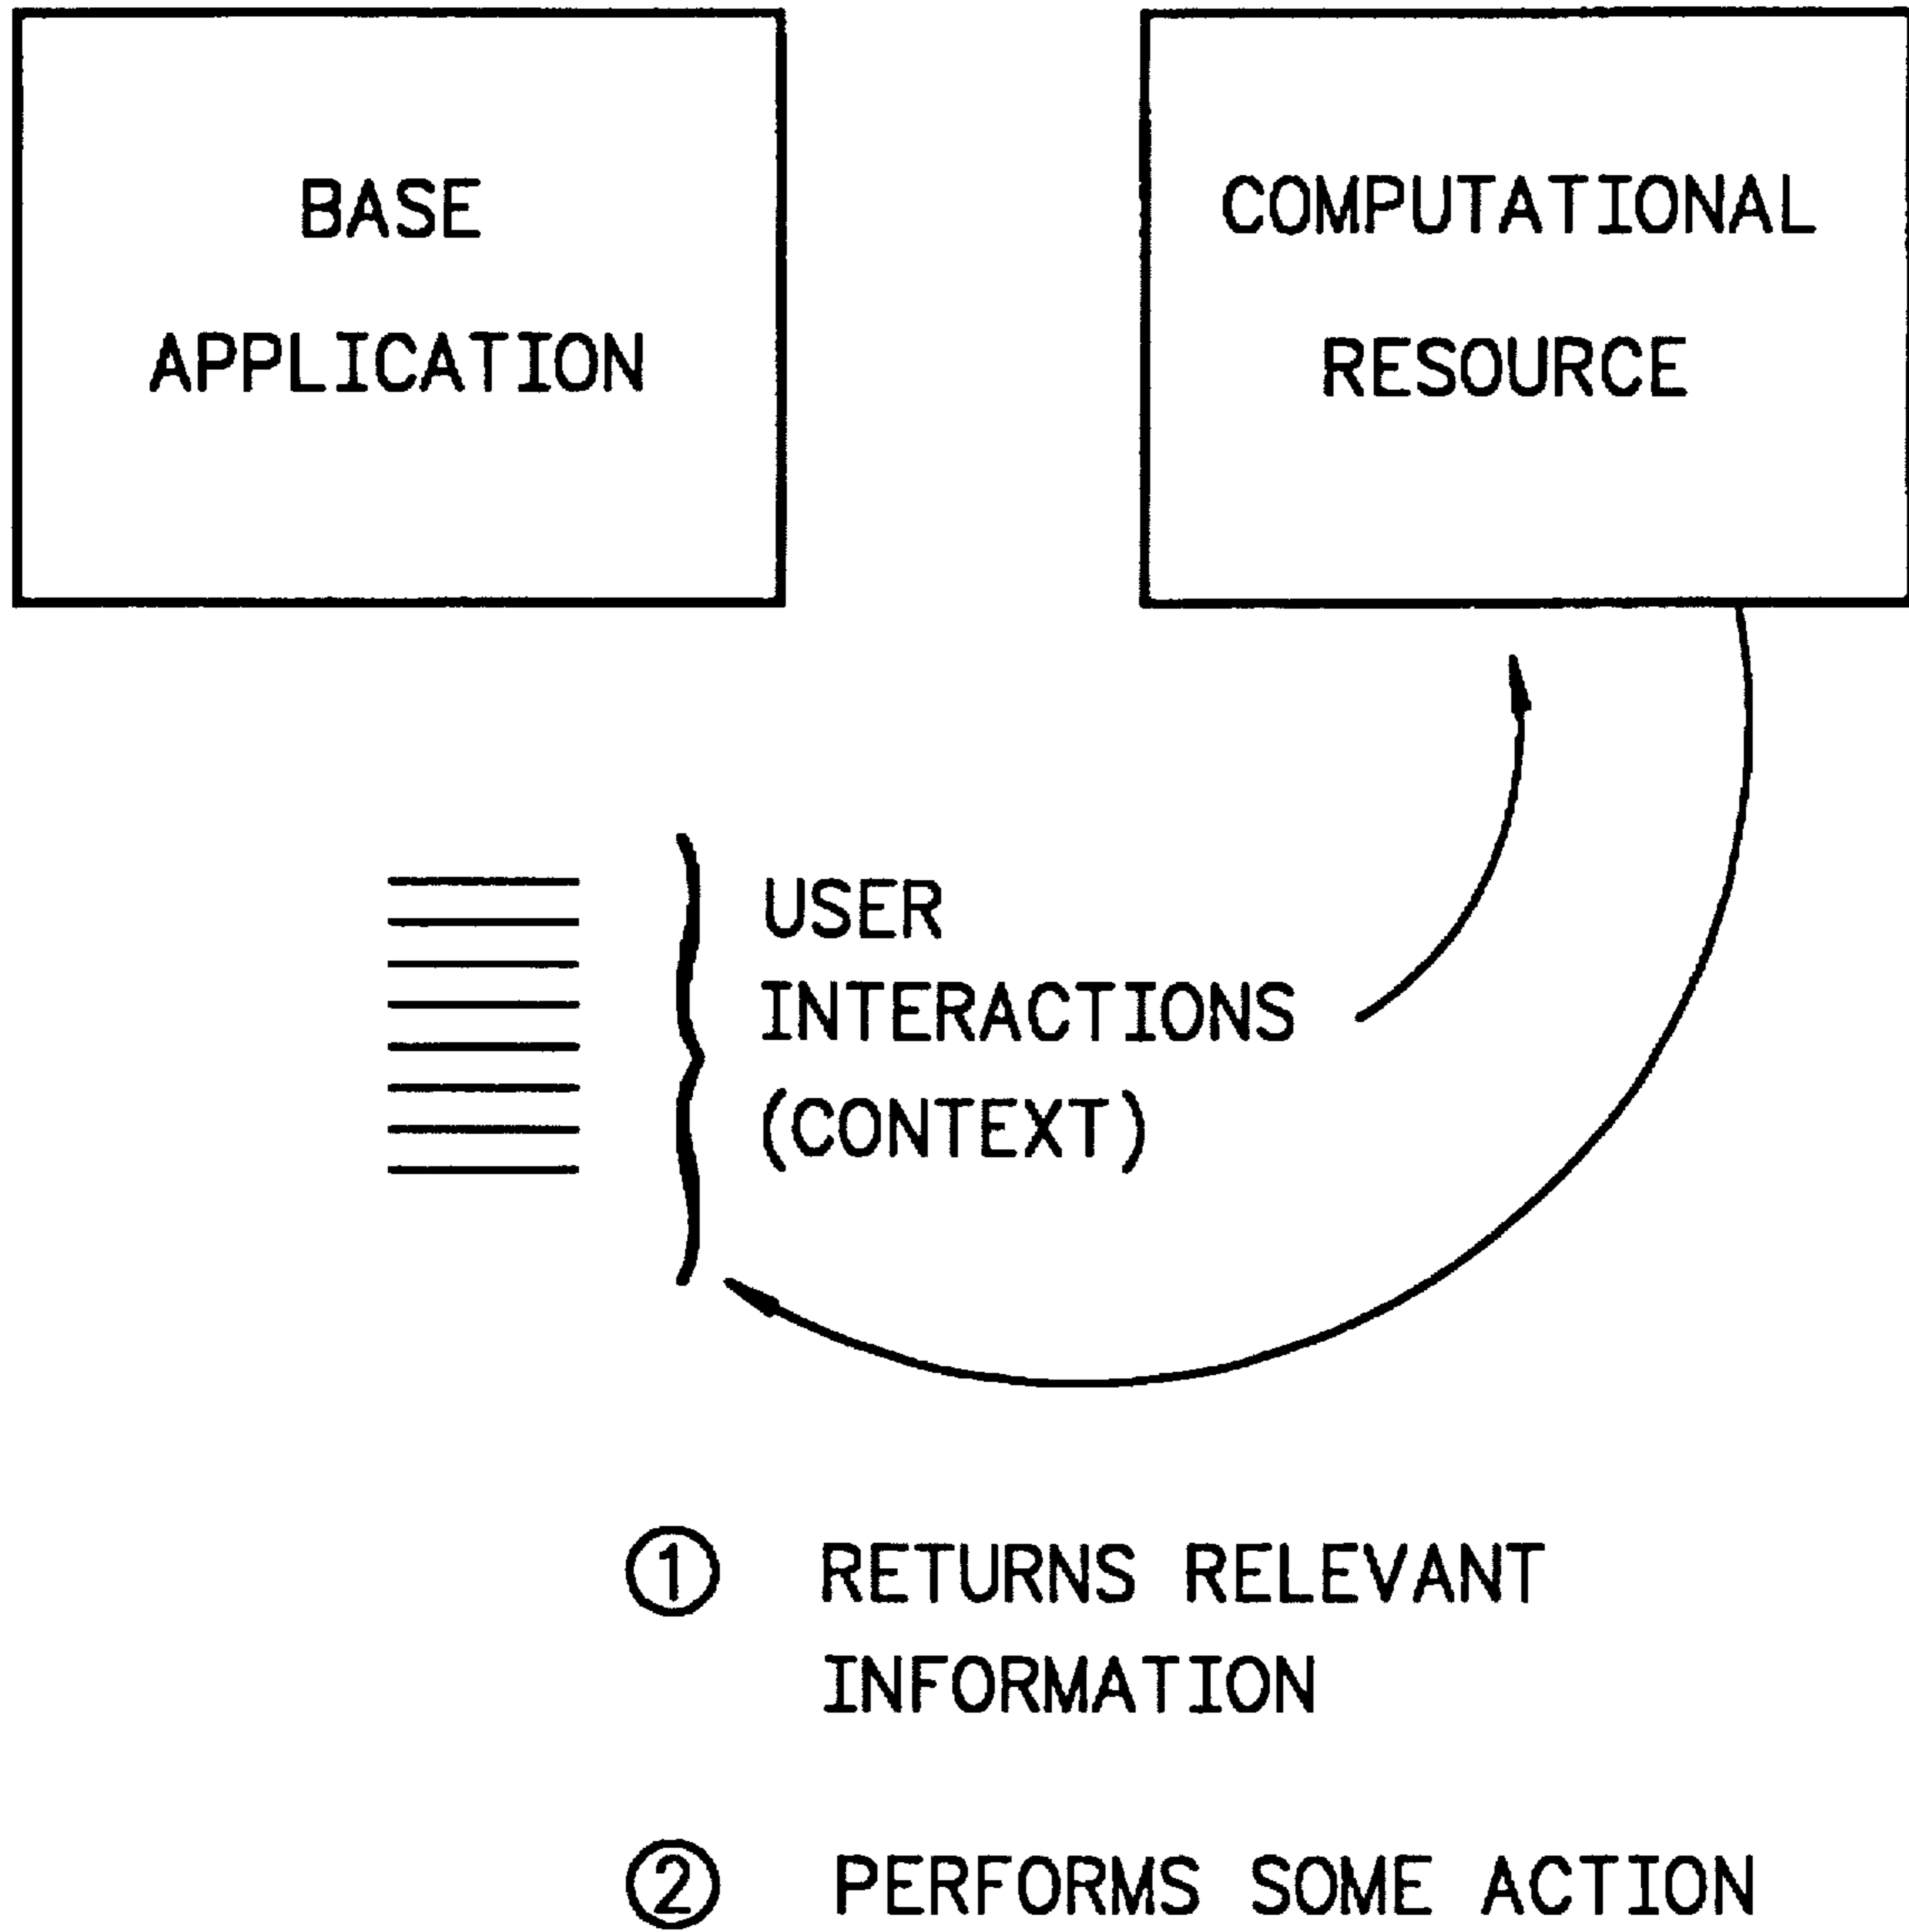 BASE
APPLICATION
COMPUTATIONAL
RESOURCE
USER
INTERACTIONS
(CONTEXT)
① RETURNS RELEVANT
INFORMATION
② PERFORMS SOME ACTION